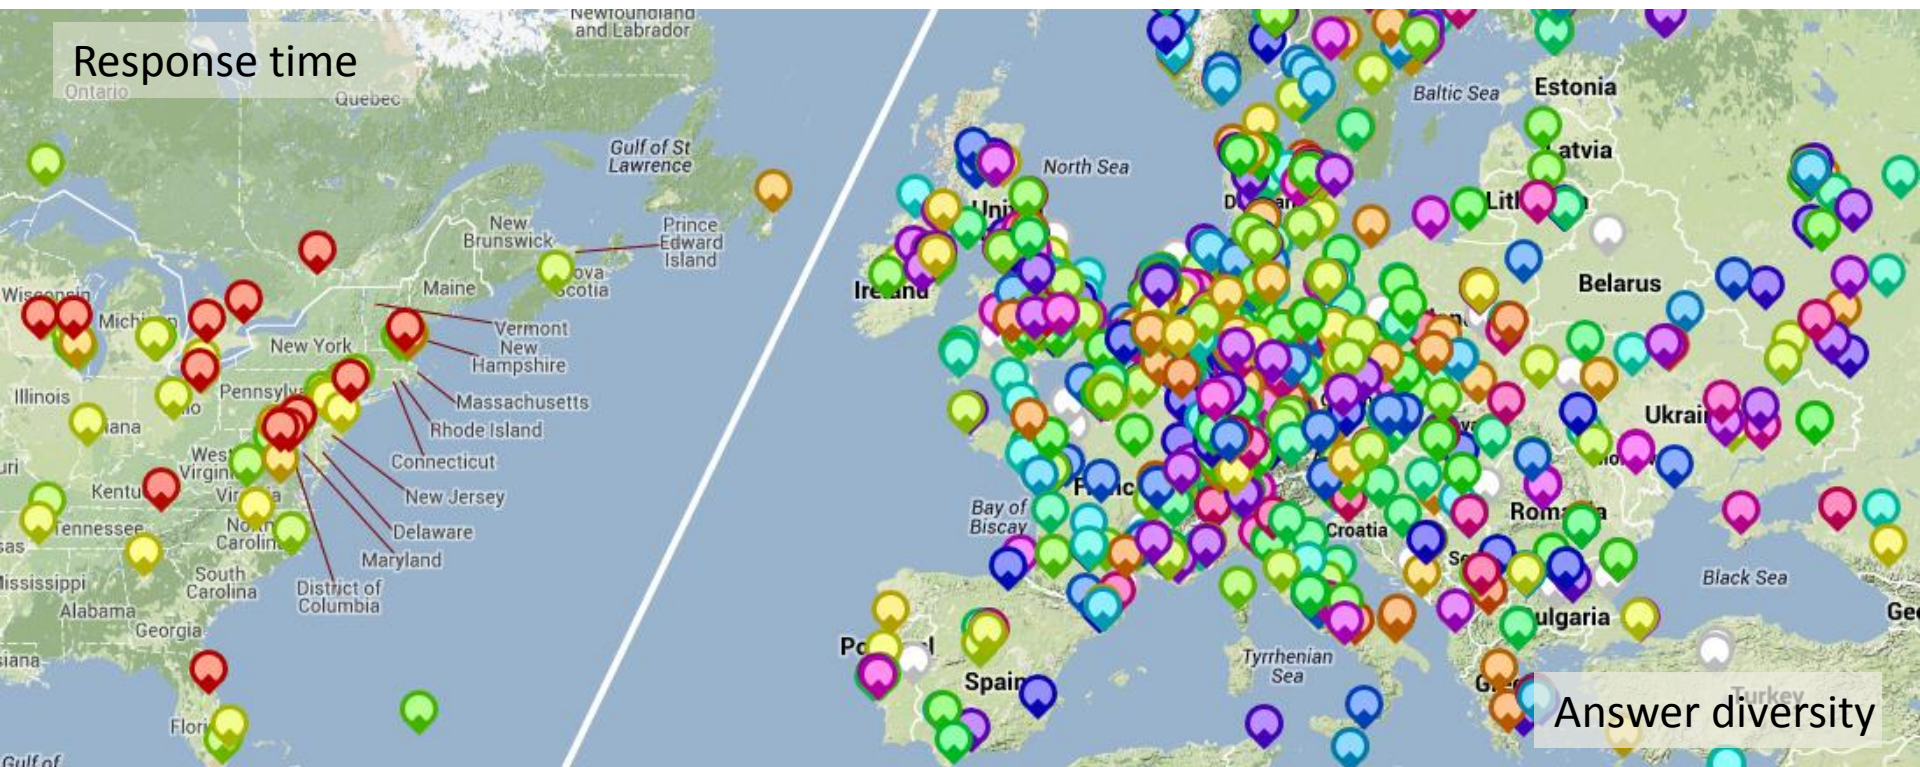 Newfoundland
and Labrador
Response time
Ontario
Quebec
Gulf of St
Lawrence
New
Brunswick
Prince
Edward
Island
Maine
Wisconsin
Vermont
New
Hampshire
New York
Illinois
Massachusetts
Rhode Island
Connecticut
West
New Jersey
Tennessee
Delaware
Maryland
South
Carolina
District of
Columbia
Alabama
Georgia
Gulf of
North Sea
Baltic Sea
Estonia
Ireland
Belarus
Bay of
Biscay
Croatia
Black Sea
Tyrrhenian
Sea
Spain
Turkey
Answer diversity